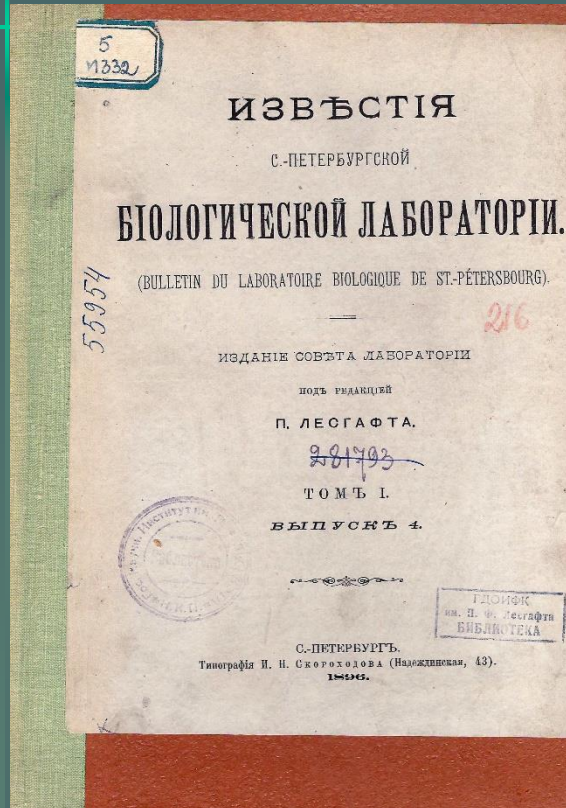 5
И332
ИЗВѢСТІЯ
С.-ПЕТЕРБУРГСКОЙ
БІОЛОГИЧЕСКОЙ ЛАБОРАТОРІИ.
(BULLETIN DU LABORATOIRE BIOLOGIQUE DE ST.-PÉTERSBOURG).
55954
216
ИЗДАНІЕ СОВѢТА ЛАБОРАТОРІИ
ПОДЪ РЕДАКЦІЕЙ
П. ЛЕСГАФТА.
281793
ТОМЪ I.
ВЫПУСКЪ 4.
ГДОИФК
им. П. Ф. Лесгафта
БИБЛИОТЕКА
С.-ПЕТЕРБУРГЪ.
Типографія И. Н. Скороходова (Надеждинская, 43).
1896.